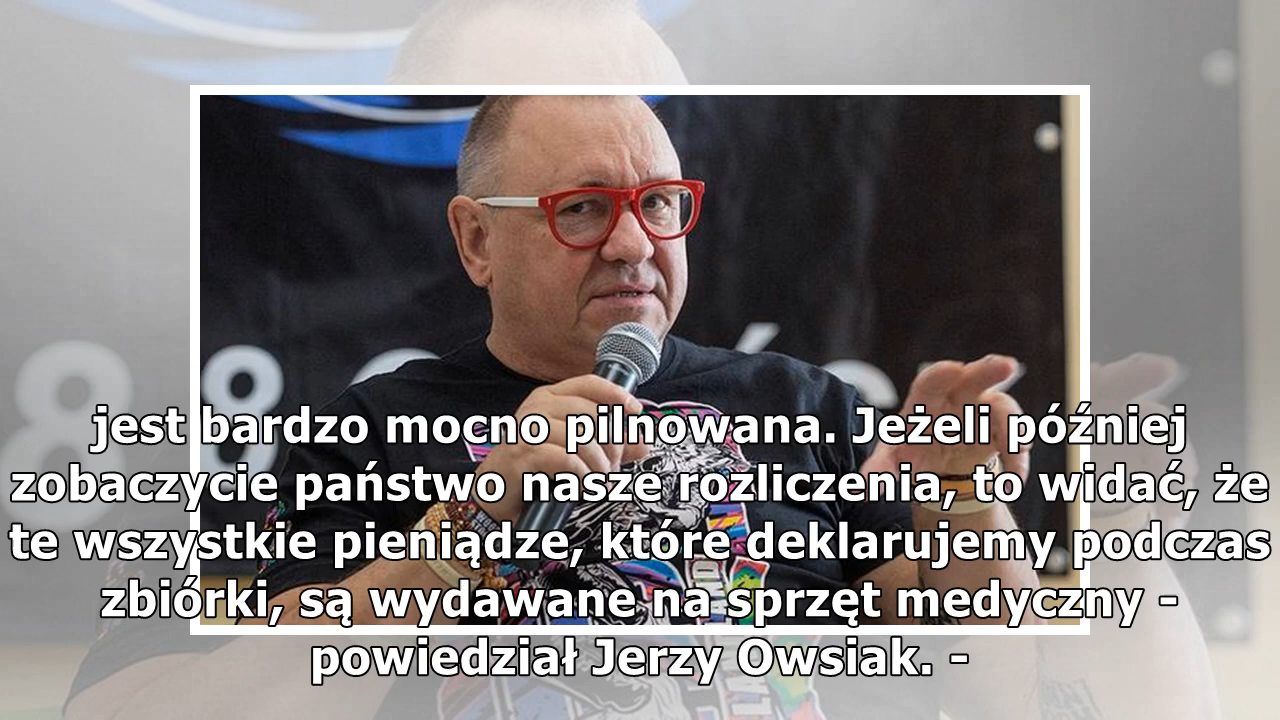 jest bardzo mocno pilnowana. Jeżeli później
zobaczycie państwo nasze rozliczenia, to widać, że
te wszystkie pieniądze, które deklarujemy podczas
zbiórki, są wydawane na sprzęt medyczny -
powiedział Jerzy Owsiak. -